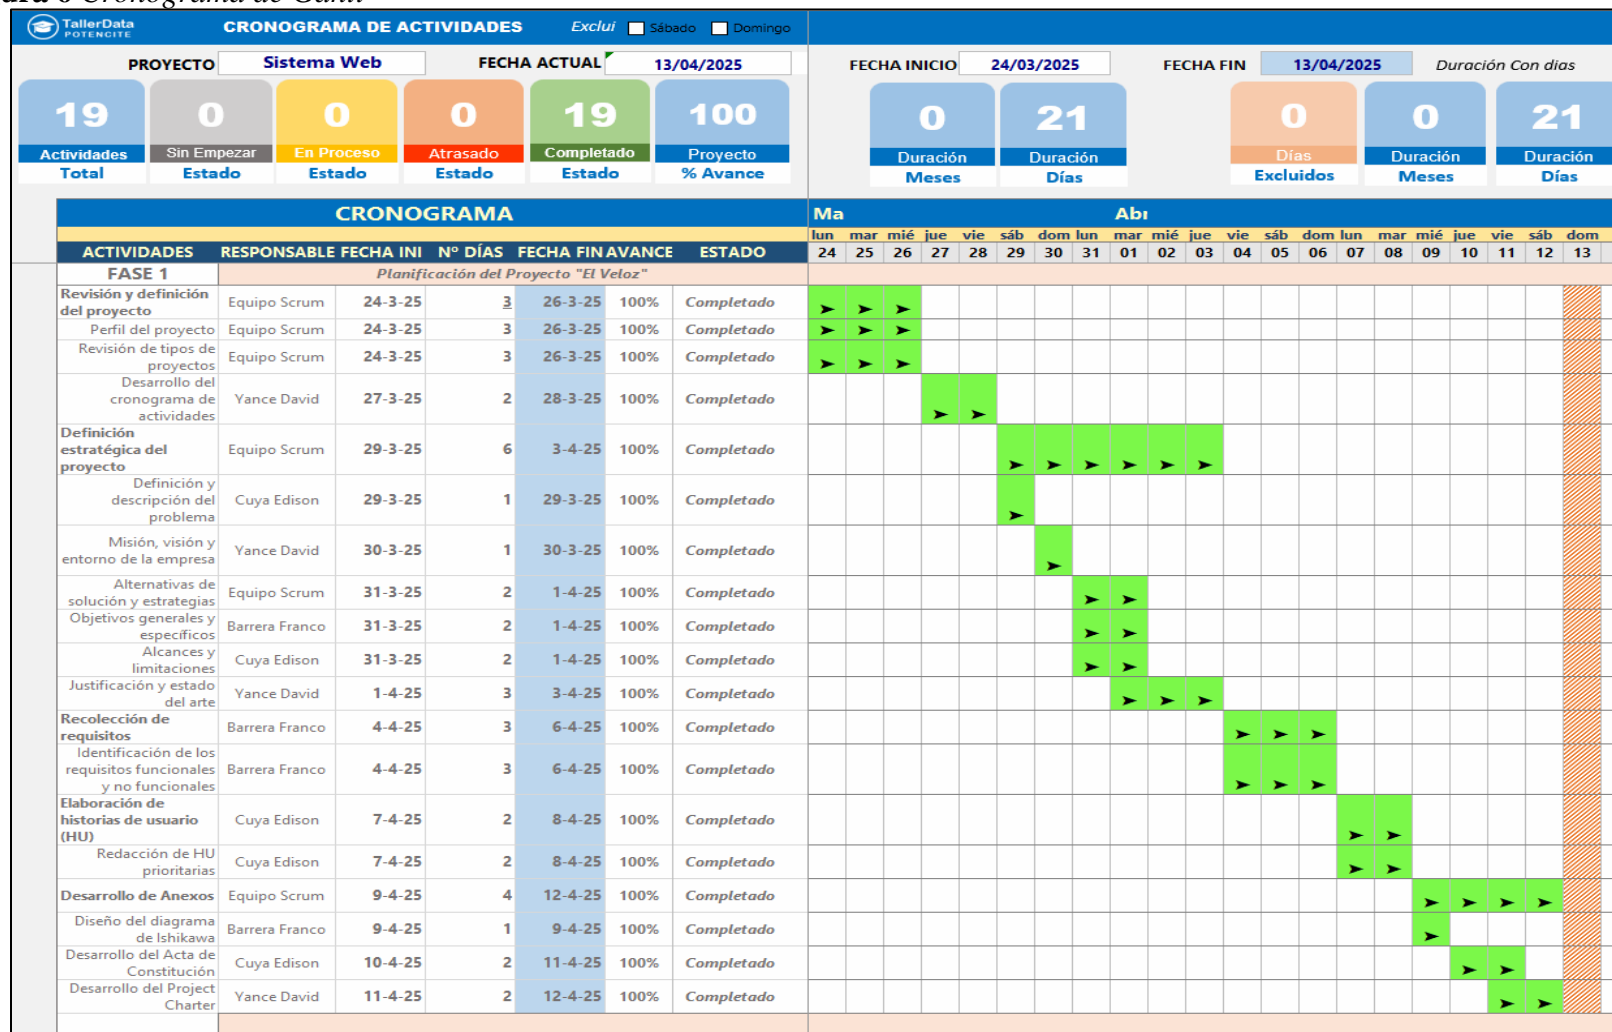 ura 6 Cronograma de Gantt
TallerData
POTENCITE
CRONOGRAMA DE ACTIVIDADES
Exclui Sábado Domingo
PROYECTO Sistema Web FECHA ACTUAL 13/04/2025 FECHA INICIO 24/03/2025 FECHA FIN 13/04/2025 Duración Con dias
19 0 0 0 19 100 0 21 0 0 21
Actividades Sin Empezar En Proceso Atrasado Completado Proyecto Duración Duración Días Duración Duración
Total Estado Estado Estado Estado % Avance Meses Días Excluidos Meses Días
CRONOGRAMA Ma Abı
lun mar mié jue vie sáb dom lun mar mié jue vie sáb dom lun mar mié jue vie sáb dom
ACTIVIDADES RESPONSABLE FECHA INI Nº DÍAS FECHA FIN AVANCE ESTADO 24 25 26 27 28 29 30 31 01 02 03 04 05 06 07 08 09 10 11 12 13
FASE 1 Planificación del Proyecto "El Veloz"
Revisión y definición
del proyecto Equipo Scrum 24-3-25 3 26-3-25 100% Completado
Perfil del proyecto Equipo Scrum 24-3-25 3 26-3-25 100% Completado
Revisión de tipos de
proyectos Equipo Scrum 24-3-25 3 26-3-25 100% Completado
Desarrollo del
cronograma de
actividades Yance David 27-3-25 2 28-3-25 100% Completado
Definición
estratégica del
proyecto Equipo Scrum 29-3-25 6 3-4-25 100% Completado
Definición y
descripción del
problema Cuya Edison 29-3-25 1 29-3-25 100% Completado
Misión, visión y
entorno de la empresa Yance David 30-3-25 1 30-3-25 100% Completado
Alternativas de
solución y estrategias Equipo Scrum 31-3-25 2 1-4-25 100% Completado
Objetivos generales y
específicos Barrera Franco 31-3-25 2 1-4-25 100% Completado
Alcances y
limitaciones Cuya Edison 31-3-25 2 1-4-25 100% Completado
Justificación y estado
del arte Yance David 1-4-25 3 3-4-25 100% Completado
Recolección de
requisitos Barrera Franco 4-4-25 3 6-4-25 100% Completado
Identificación de los
requisitos funcionales
y no funcionales Barrera Franco 4-4-25 3 6-4-25 100% Completado
Elaboración de
historias de usuario
(HU) Cuya Edison 7-4-25 2 8-4-25 100% Completado
Redacción de HU
prioritarias Cuya Edison 7-4-25 2 8-4-25 100% Completado
Desarrollo de Anexos Equipo Scrum 9-4-25 4 12-4-25 100% Completado
Diseño del diagrama
de Ishikawa Barrera Franco 9-4-25 1 9-4-25 100% Completado
Desarrollo del Acta de
Constitución Cuya Edison 10-4-25 2 11-4-25 100% Completado
Desarrollo del Project
Charter Yance David 11-4-25 2 12-4-25 100% Completado